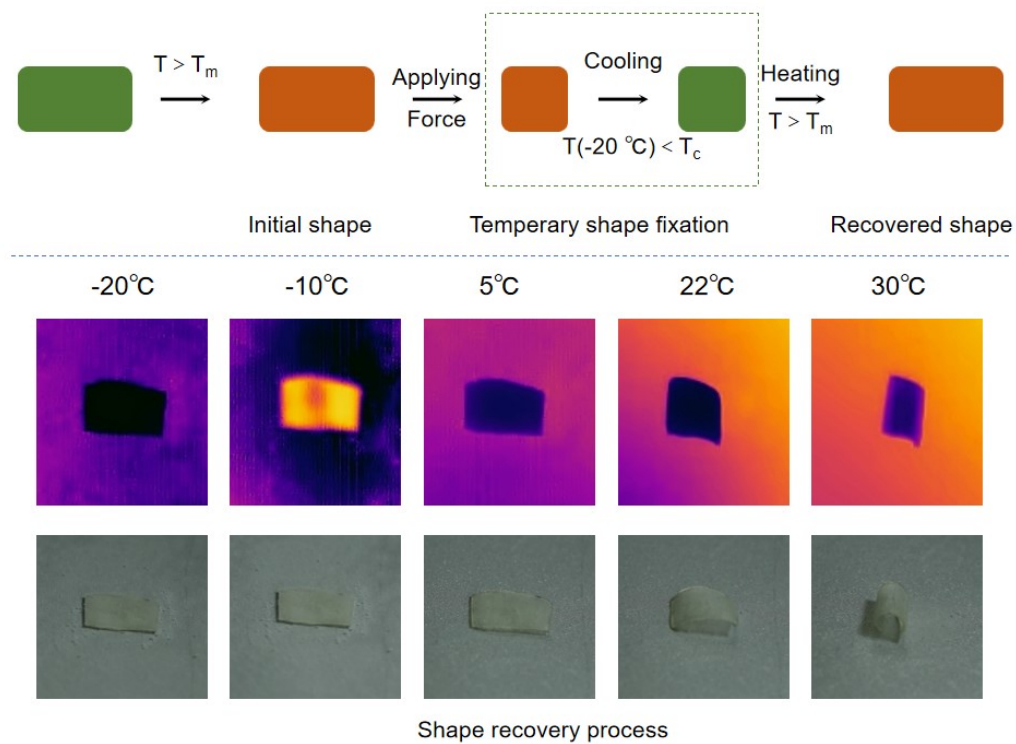 T > Tm
Applying
Force
Cooling
T(-20 ℃) < Tc
Heating
T > Tm
Initial shape
Temperary shape fixation
Recovered shape
-20℃
-10℃
5℃
22℃
30℃
Shape recovery process